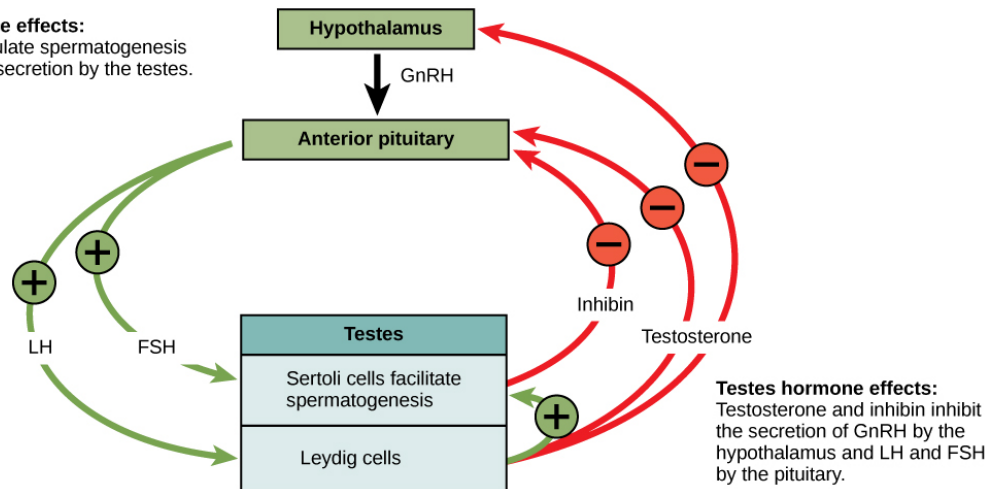 e effects:
ulate spermatogenesis
secretion by the testes.
Hypothalamus
GnRH
Anterior pituitary
Inhibin
Testosterone
LH
FSH
Testes
Sertoli cells facilitate
spermatogenesis
Leydig cells
Testes hormone effects:
Testosterone and inhibin inhibit
the secretion of GnRH by the
hypothalamus and LH and FSH
by the pituitary.